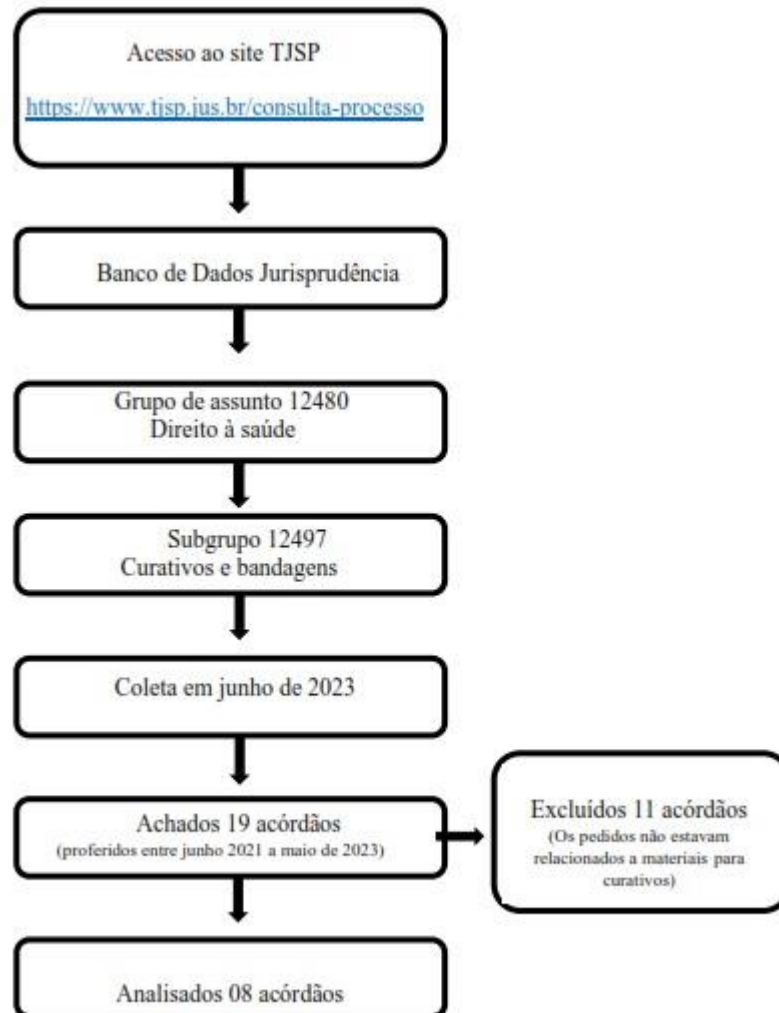 Acesso ao site TJSP
https://www.tjsp.jus.br/consulta-processo
Banco de Dados Jurisprudência
Grupo de assunto 12480
Direito à saúde
Subgrupo 12497
Curativos e bandagens
Coleta em junho de 2023
Achados 19 acórdãos
(proferidos entre junho 2021 a maio de 2023)
Excluídos 11 acórdãos
(Os pedidos não estavam
relacionados a materiais para
curativos)
Analisados 08 acórdãos